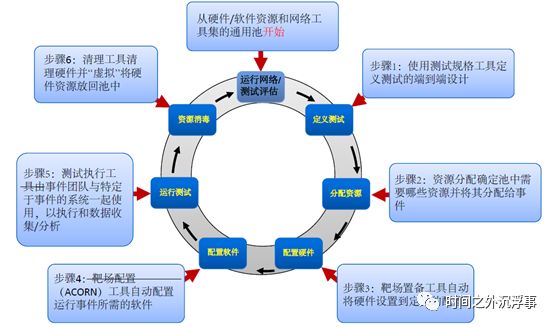 从硬件/软件资源和网络工
具集的通用池开始
运行网络/
测试评估
步骤1：使用测试规格工具定
义测试的端到端设计
定义测试
步骤2：资源分配确定池中需
要哪些资源并将其分配给事
件
分配资源
步骤3：靶场置备工具自动
将硬件设置到定
配置硬件
步骤4：靶场配置
（ACORN）工具自动配置
运行事件所需的软件
配置软件
步骤5：测试执行工
具由事件团队与特定
于事件的系统一起使
用，以执行和数据收
集/分析
运行测试
步骤6：清理工具清
理硬件并“虚拟”将硬
件资源放回池中
资源消毒
时间之外沉浮事